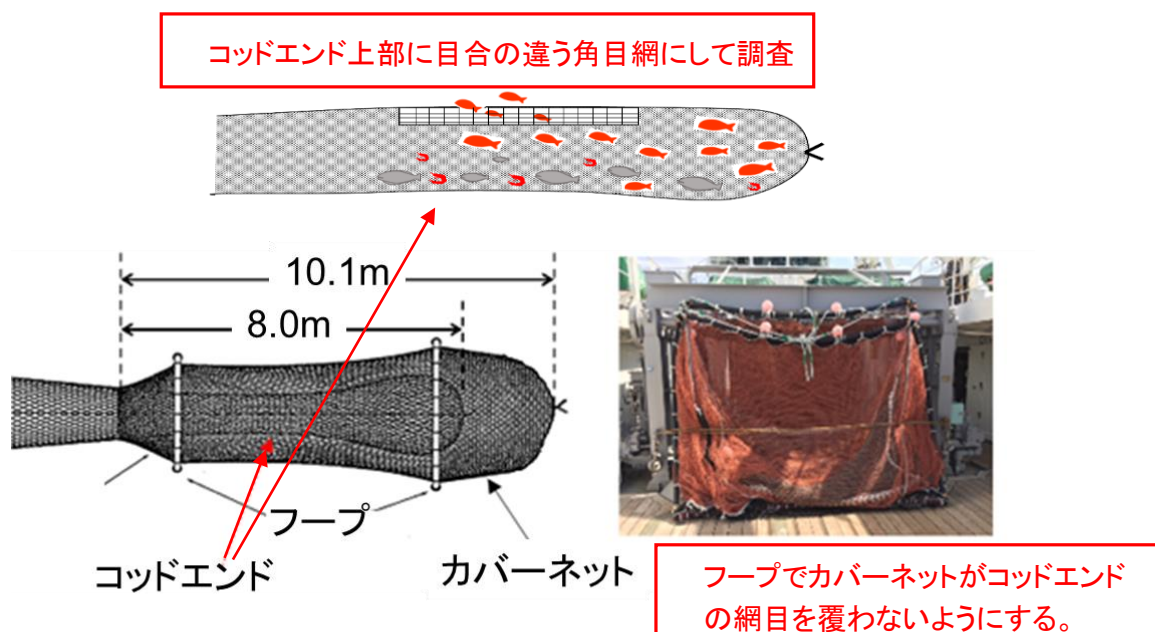 コッドエンド上部に目合の違う角目網にして調査
10.1m
8.0m
フープ
コッドエンド
カバーネット
フープでカバーネットがコッドエンド
の網目を覆わないようにする。